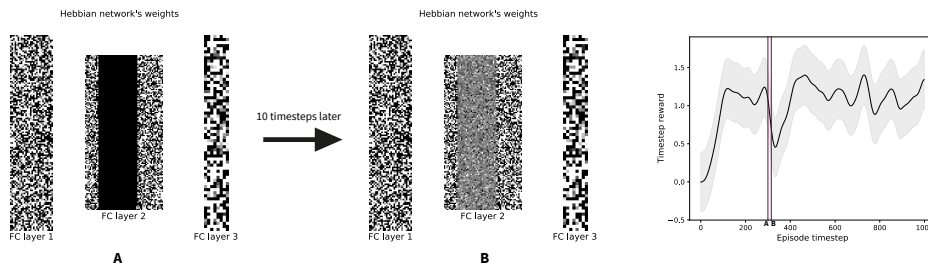 Hebbian network's weights
FC layer 1
FC layer 2
FC layer 3
A
10 timesteps later
Hebbian network's weights
FC layer 1
FC layer 2
FC layer 3
B
Timestep reward
1.5
1.0
0.5
0.0
−0.5
0 200 400 600 800 1000
A B
Episode timestep